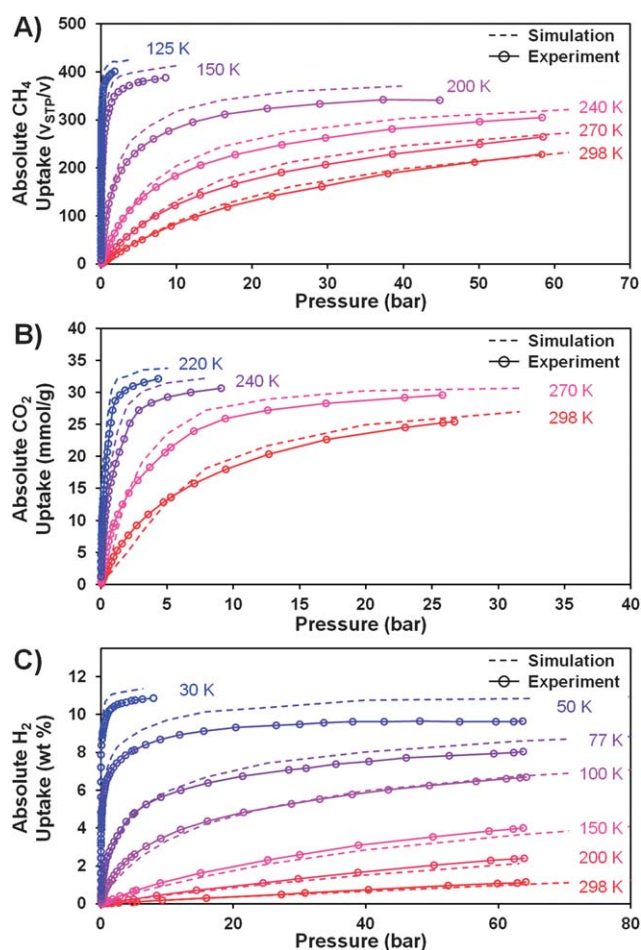 A)
500
400
300
200
100
0
Absolute CH4
Uptake (vSTP/v)
125 K
150 K
200 K
240 K
270 K
298 K
Simulation
Experiment
0 10 20 30 40 50 60 70
Pressure (bar)
B)
40
35
30
25
20
15
10
5
0
Absolute CO2
Uptake (mmol/g)
220 K
240 K
270 K
298 K
Simulation
Experiment
0 5 10 15 20 25 30 35 40
Pressure (bar)
C)
12
10
8
6
4
2
0
Absolute H2
Uptake (wt %)
30 K
50 K
77 K
100 K
150 K
200 K
298 K
Simulation
Experiment
0 20 40 60 80
Pressure (bar)